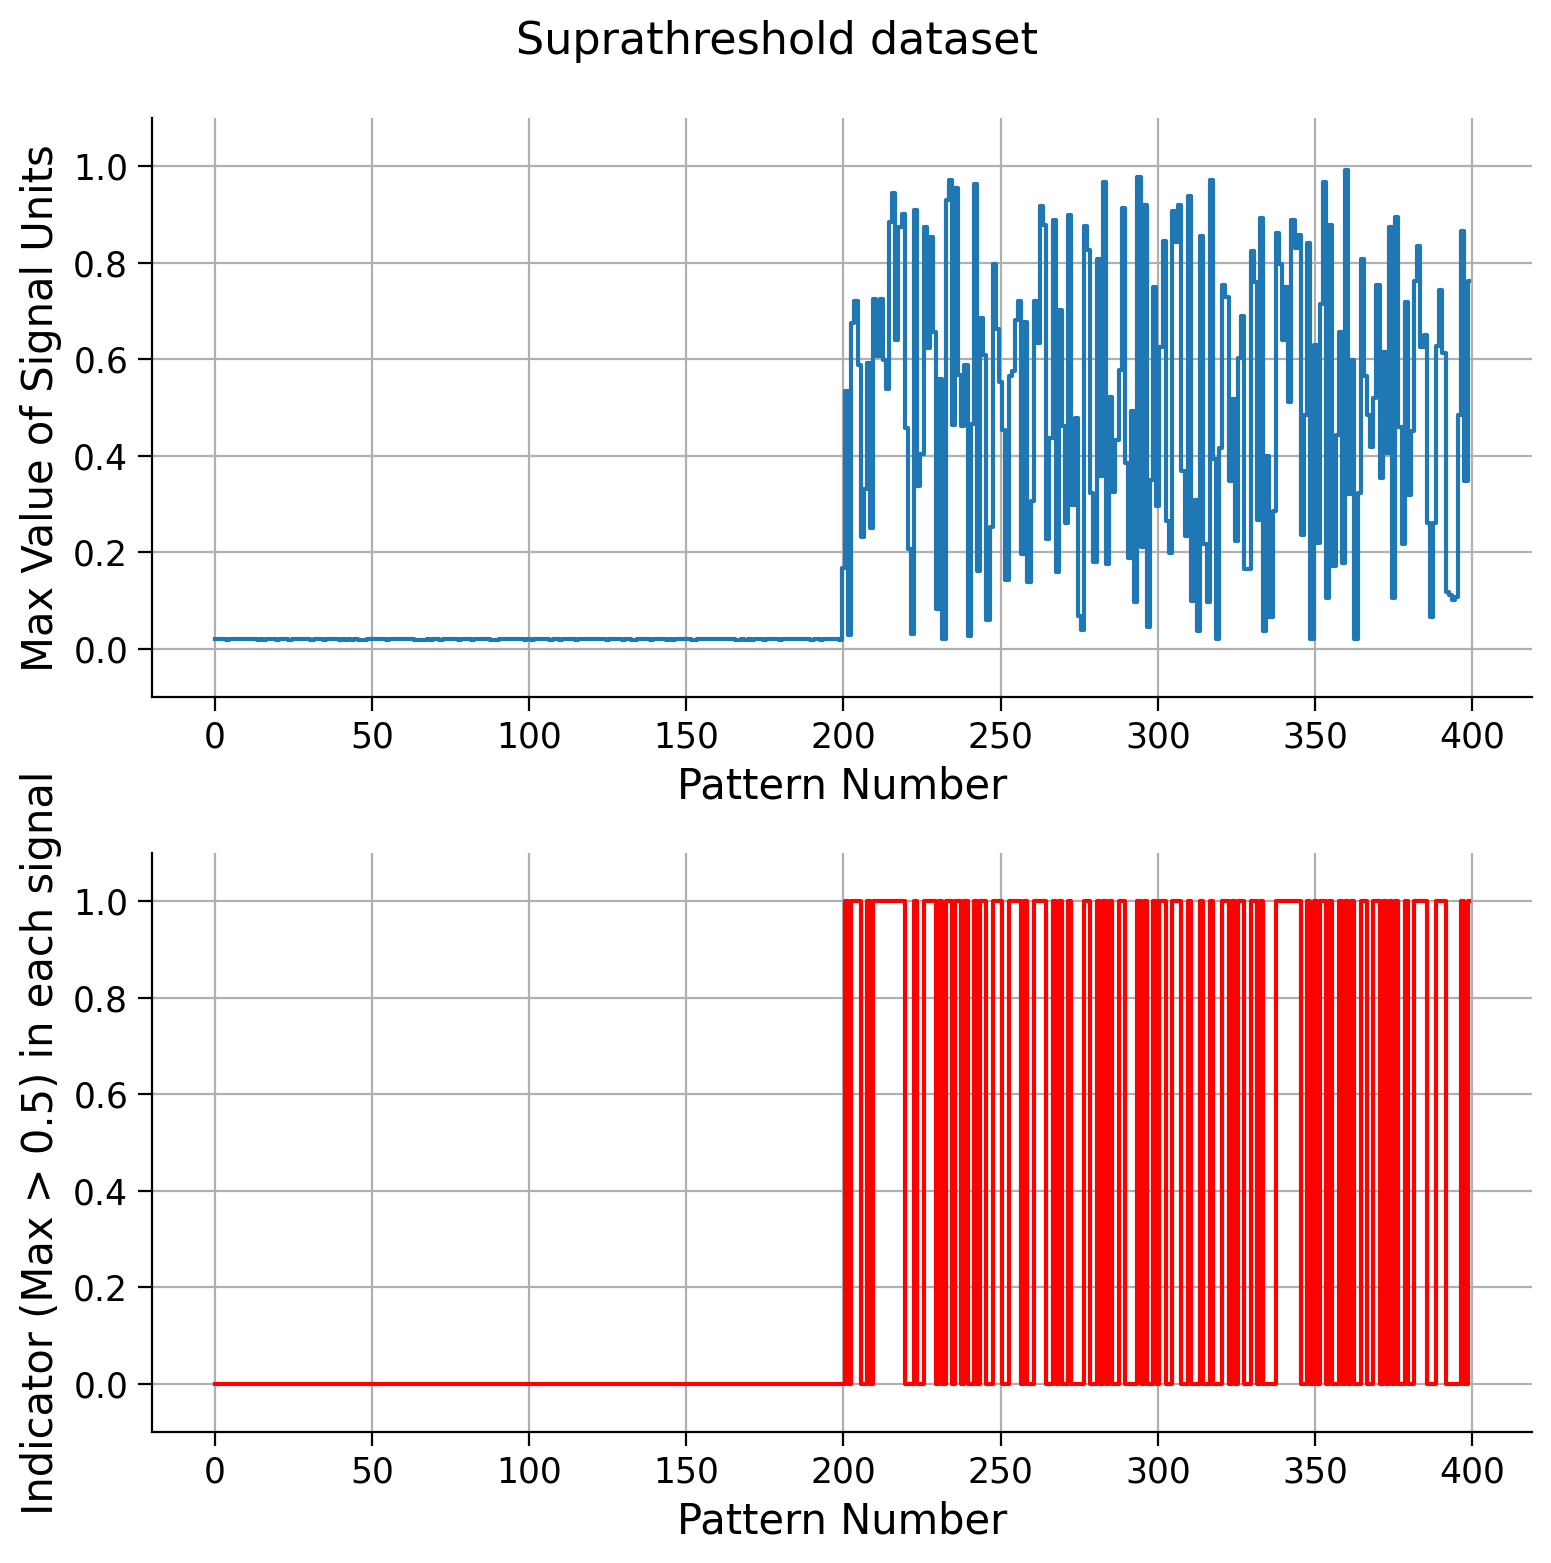 Suprathreshold dataset
Max Value of Signal Units
1.0
0.8
0.6
0.4
0.2
0.0
0 50 100 150 200 250 300 350 400
Pattern Number
Indicator (Max > 0.5) in each signal
1.0
0.8
0.6
0.4
0.2
0.0
0 50 100 150 200 250 300 350 400
Pattern Number